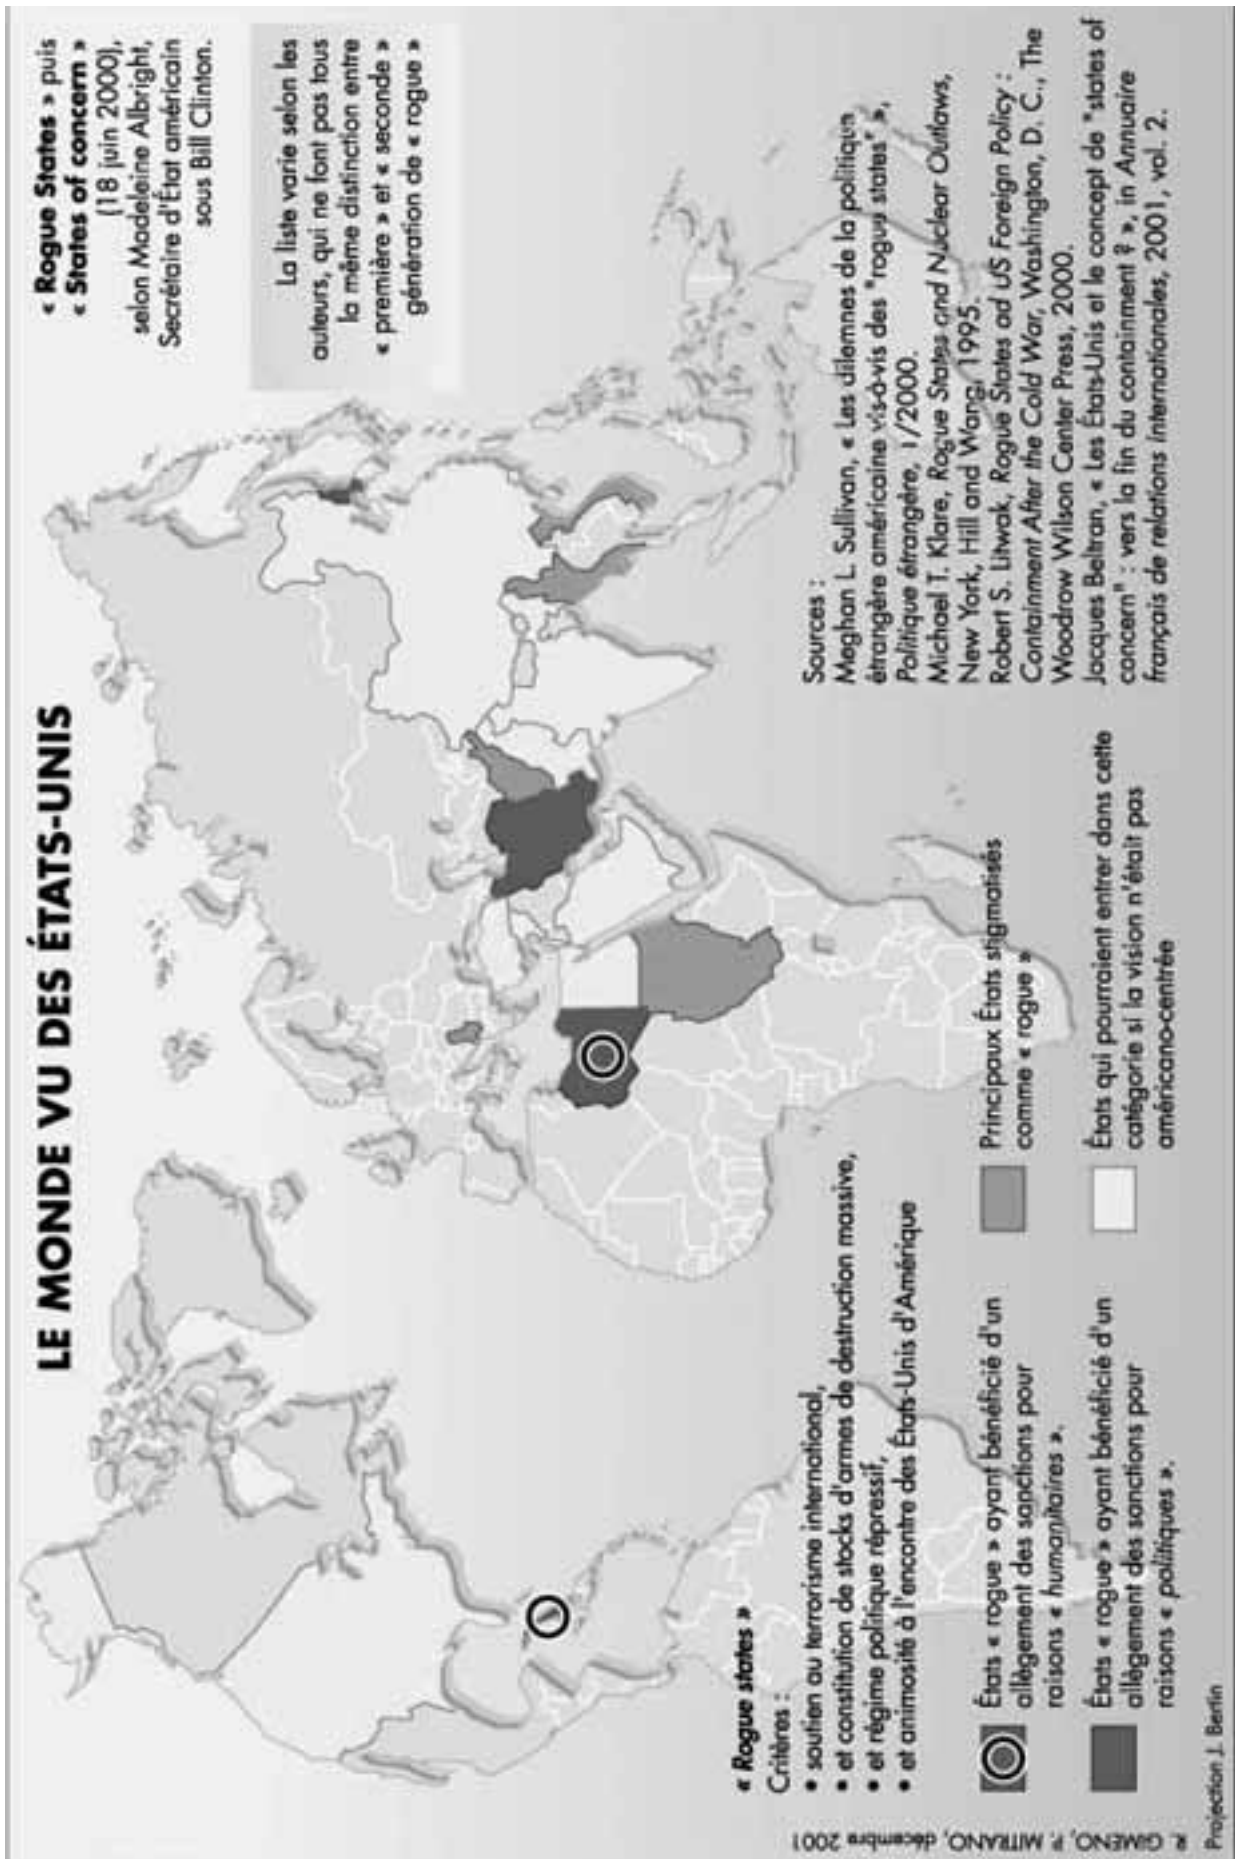 LE MONDE VU DES ÉTATS-UNIS
« Rogue States » puis
« States of concern »
(18 juin 2000),
selon Madeleine Albright,
Secrétaire d'État américain
sous Bill Clinton.
La liste varie selon les
auteurs, qui ne font pas tous
la même distinction entre
« première » et « seconde »
génération de « rogue »
« Rogue states »
Critères :
• soutien au terrorisme international,
• et constitution de stocks d'armes de destruction massive,
• et régime politique répressif,
• et animosité à l'encontre des États-Unis d'Amérique
États « rogue » ayant bénéficié d'un
allègement des sanctions pour
raisons « humanitaires ».
États « rogue » ayant bénéficié d'un
allègement des sanctions pour
raisons « politiques ».
Principaux États stigmatisés
comme « rogue »
États qui pourraient entrer dans cette
catégorie si la vision n'était pas
américano-centrée
Sources :
Meghan L. Sullivan, « Les dilemnes de la politique
étrangère américaine vis-à-vis des "rogue states" »,
Politique étrangère, 1/2000.
Michael T. Klare, Rogue States and Nuclear Outlaws,
New York, Hill and Wang, 1995.
Robert S. Litwak, Rogue States ad US Foreign Policy :
Containment After the Cold War, Washington, D. C., The
Woodrow Wilson Center Press, 2000.
Jacques Beltran, « Les États-Unis et le concept de "states of
concern" : vers la fin du containment ? », in Annuaire
français de relations internationales, 2001, vol. 2.
R. GIMENO, P. MITRANO, décembre 2001
Projection J. Bertin